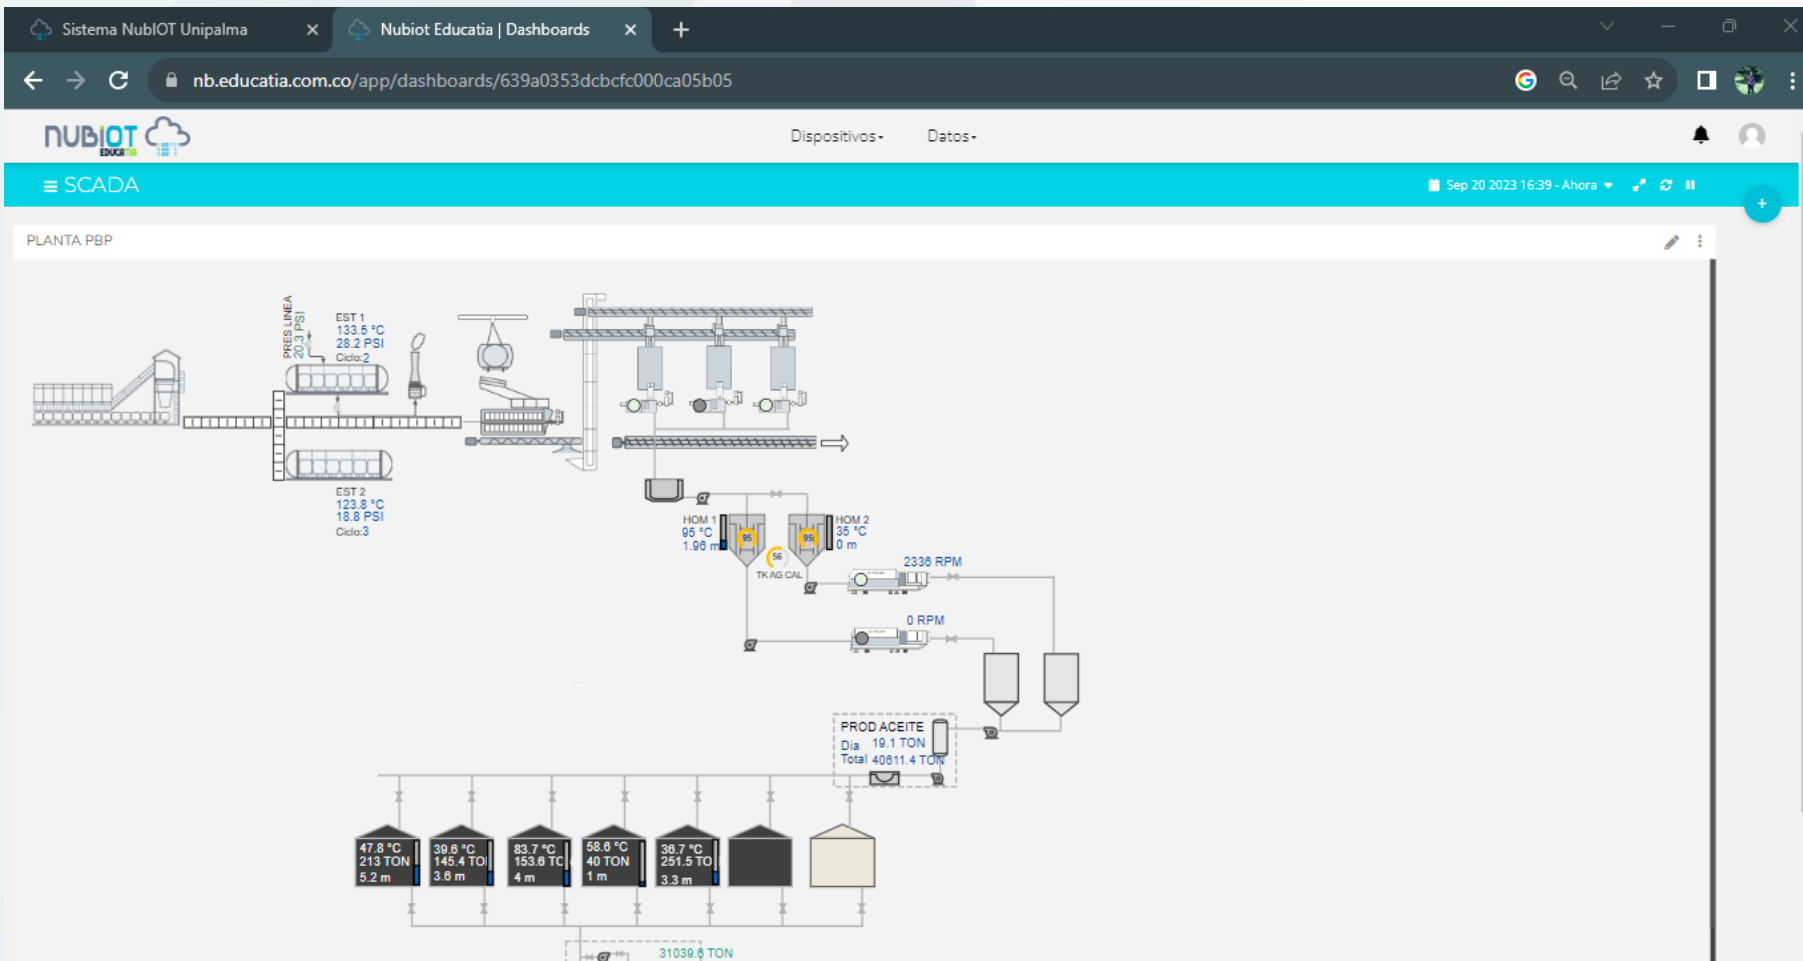 Sistema NubIOT Unipalma
Nubiot Educatia | Dashboards
nb.educatia.com.co/app/dashboards/639a0353dcbcfc000ca05b05
NUBIOT
EDUCATIA
Dispositivos
Datos
SCADA
Sep 20 2023 16:39 - Ahora
PLANTA PBP
PRES LINEA
20,3 PSI
EST 1
133.5 °C
28.2 PSI
Ciclo:2
EST 2
123.8 °C
18.8 PSI
Ciclo:3
HOM 1
95 °C
1.96 m
95
HOM 2
35 °C
0 m
95
56
TK AG CAL
2336 RPM
0 RPM
PROD ACEITE
Dia 19.1 TON
Total 40611.4 TON
47.8 °C
213 TON
5.2 m
39.6 °C
145.4 TO
3.6 m
83.7 °C
153.6 TO
4 m
58.6 °C
40 TON
1 m
36.7 °C
251.5 TO
3.3 m
31039.6 TON